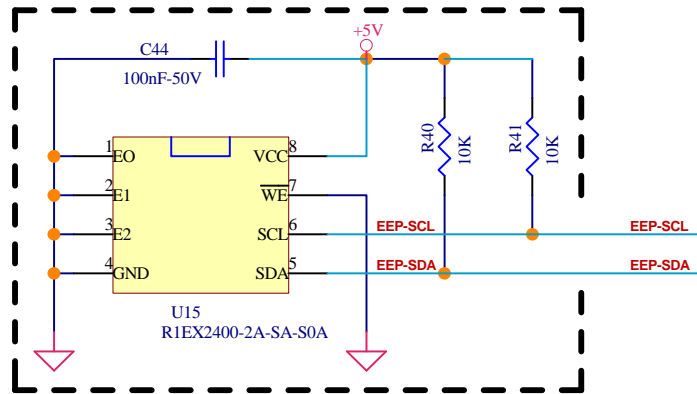 +5V
C44
100nF-50V
R40
10K
R41
10K
1
EO
VCC
8
2
E1
WE
7
3
E2
SCL
6
EEP-SCL
EEP-SCL
4
GND
SDA
5
EEP-SDA
EEP-SDA
U15
R1EX2400-2A-SA-S0A